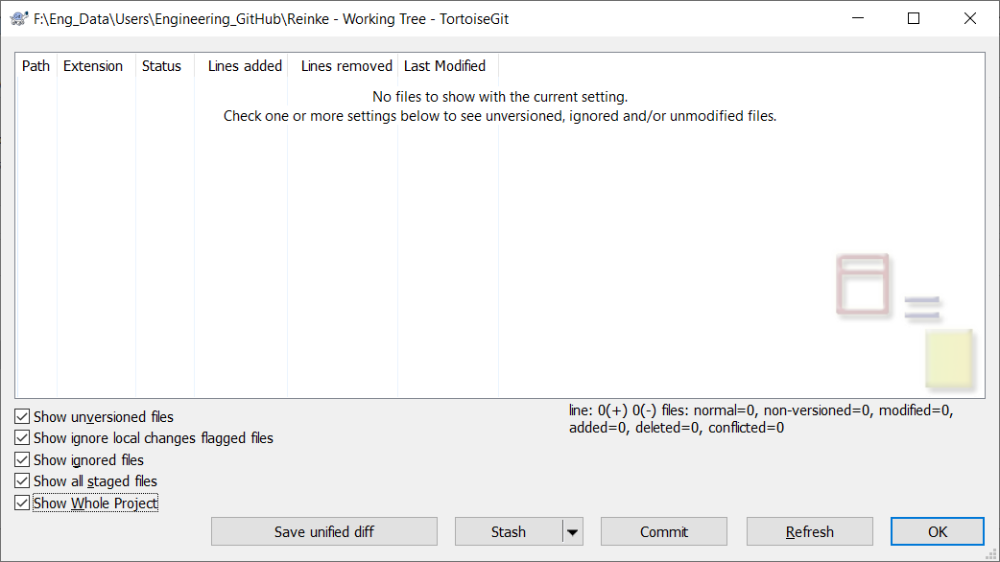 F:\Eng_Data\Users\Engineering_GitHub\Reinke - Working Tree - TortoiseGit
Path Extension Status Lines added Lines removed Last Modified
No files to show with the current setting.
Check one or more settings below to see unversioned, ignored and/or unmodified files.
line: 0(+) 0(-) files: normal=0, non-versioned=0, modified=0,
added=0, deleted=0, conflicted=0
Show unversioned files
Show ignore local changes flagged files
Show ignored files
Show all staged files
Show Whole Project
Save unified diff Stash Commit Refresh OK